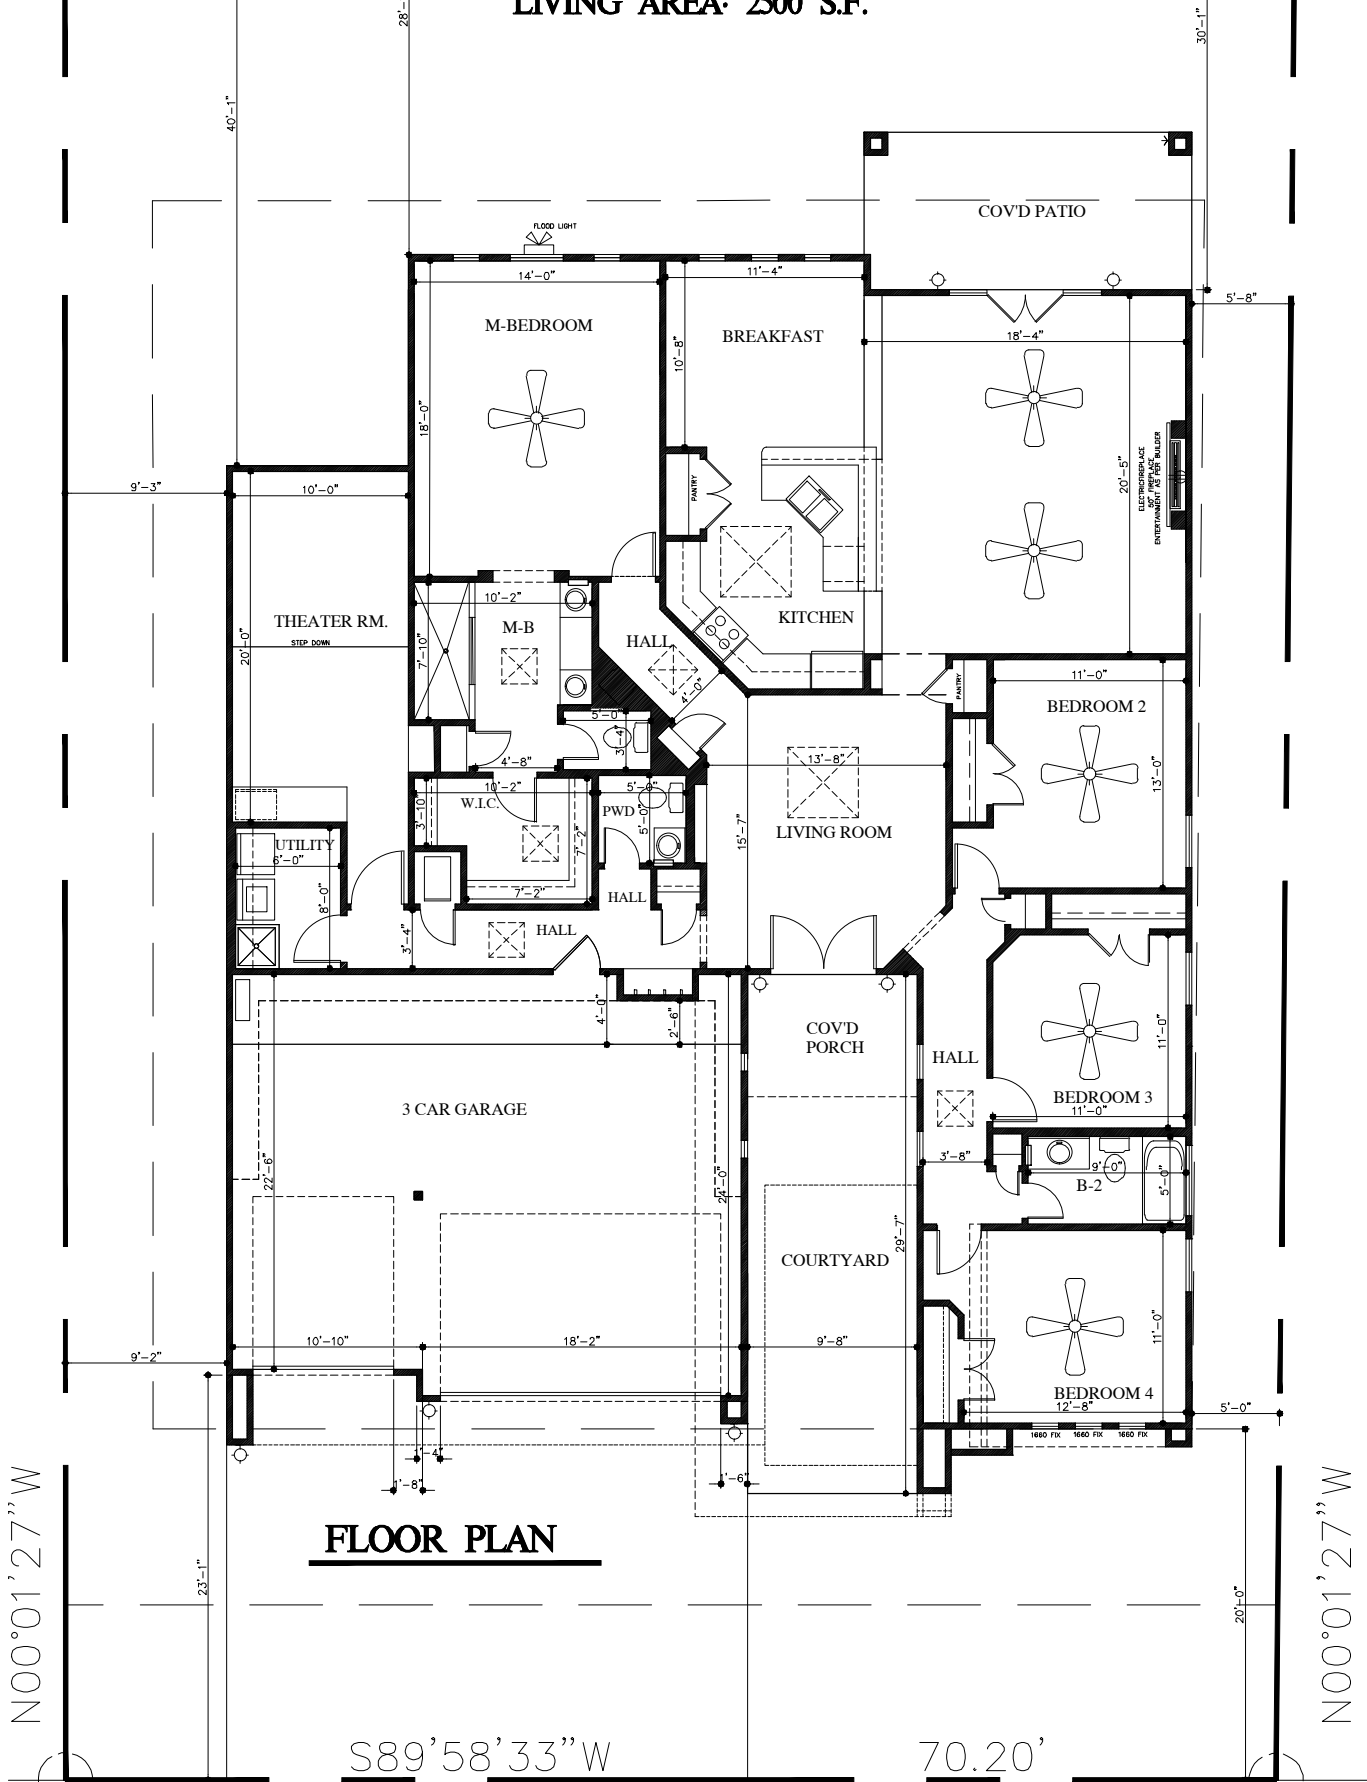 LIVING AREA: 2500 S.F.
28'-
30'-1"
40'-1"
COV'D PATIO
FLOOD LIGHT
14'-0"
11'-4"
5'-8"
M-BEDROOM
BREAKFAST
18'-4"
10'-8"
18'-0"
20'-5"
ELECTRICFIREPLACE
50" FIREPLACE
ENTERTAINMENT AS PER BUILDER
9'-3"
10'-0"
PANTRY
10'-2"
THEATER RM.
STEP DOWN
M-B
KITCHEN
HALL
20'-0"
7'-10"
4'-0"
PANTRY
11'-0"
BEDROOM 2
5'-0"
3'-4"
4'-8"
13'-8"
13'-0"
10'-2"
5'-0"
W.I.C.
3'-10"
PWD
5'-0"
LIVING ROOM
15'-7"
UTILITY
6'-0"
7'-2"
7'-2"
8'-0"
HALL
HALL
3'-4"
4'-0"
2'-6"
COV'D
PORCH
11'-0"
HALL
BEDROOM 3
11'-0"
3 CAR GARAGE
3'-8"
9'-0"
B-2
5'-0"
22'-6"
24'-0"
29'-7"
COURTYARD
10'-10"
18'-2"
9'-8"
11'-0"
9'-2"
BEDROOM 4
12'-8"
5'-0"
1660 FIX
1660 FIX
1660 FIX
1'-4"
1'-8"
1'-6"
FLOOR PLAN
23'-1"
20'-0"
N00°01'27"W
N00°01'27"W
S89'58'33"W
70.20'